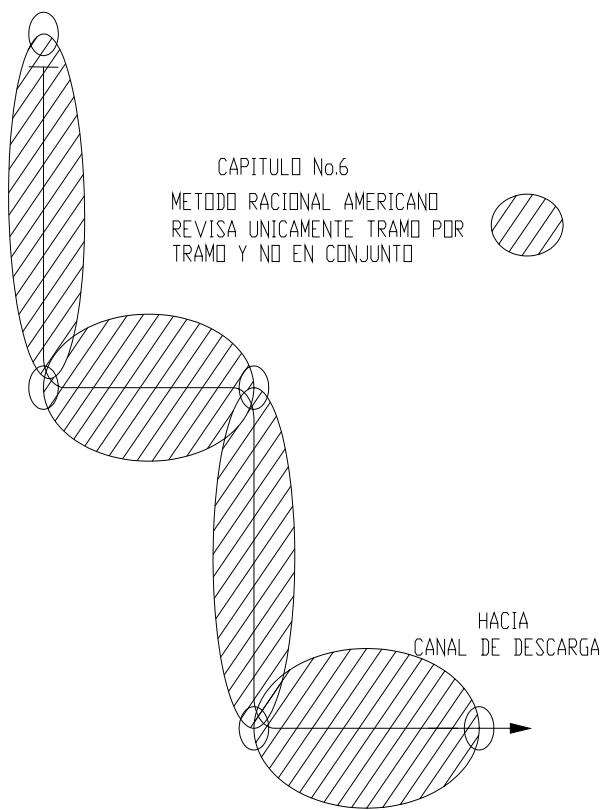 CAPITULO No.6
METODO RACIONAL AMERICANO
REVISA UNICAMENTE TRAMO POR
TRAMO Y NO EN CONJUNTO
HACIA
CANAL DE DESCARGA